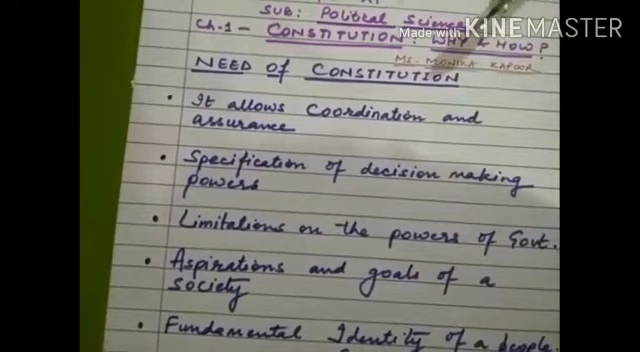 SUB: Political Science
Made with KINEMASTER
Ch.1- CONSTITUTION: WHY & HOW?
Ms. MONIKA KAPOOR
NEED OF CONSTITUTION
• It allows Coordination and
assurance
• Specification of decision making
powers
• Limitations on the powers of Govt.
• Aspirations and goals of a
society
• Fundamental Identity of a people.